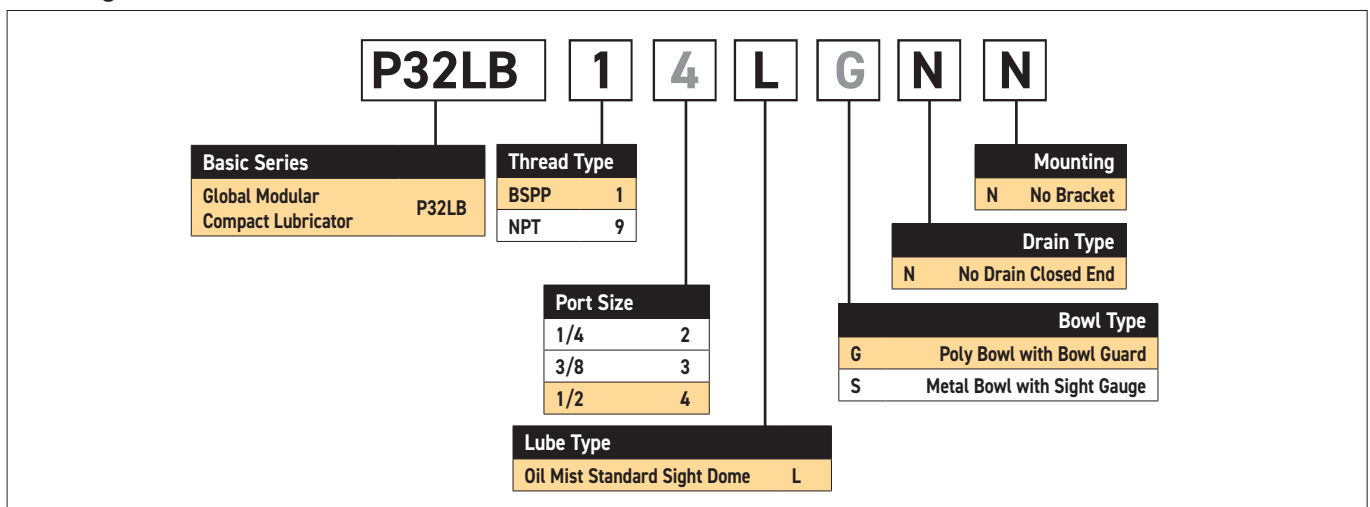 P32LB 1 4 L G N N
Basic Series
Global Modular
Compact Lubricator P32LB
Thread Type
BSPP 1
NPT 9
Mounting
N No Bracket
Drain Type
N No Drain Closed End
Port Size
1/4 2
3/8 3
1/2 4
Bowl Type
G Poly Bowl with Bowl Guard
S Metal Bowl with Sight Gauge
Lube Type
Oil Mist Standard Sight Dome L